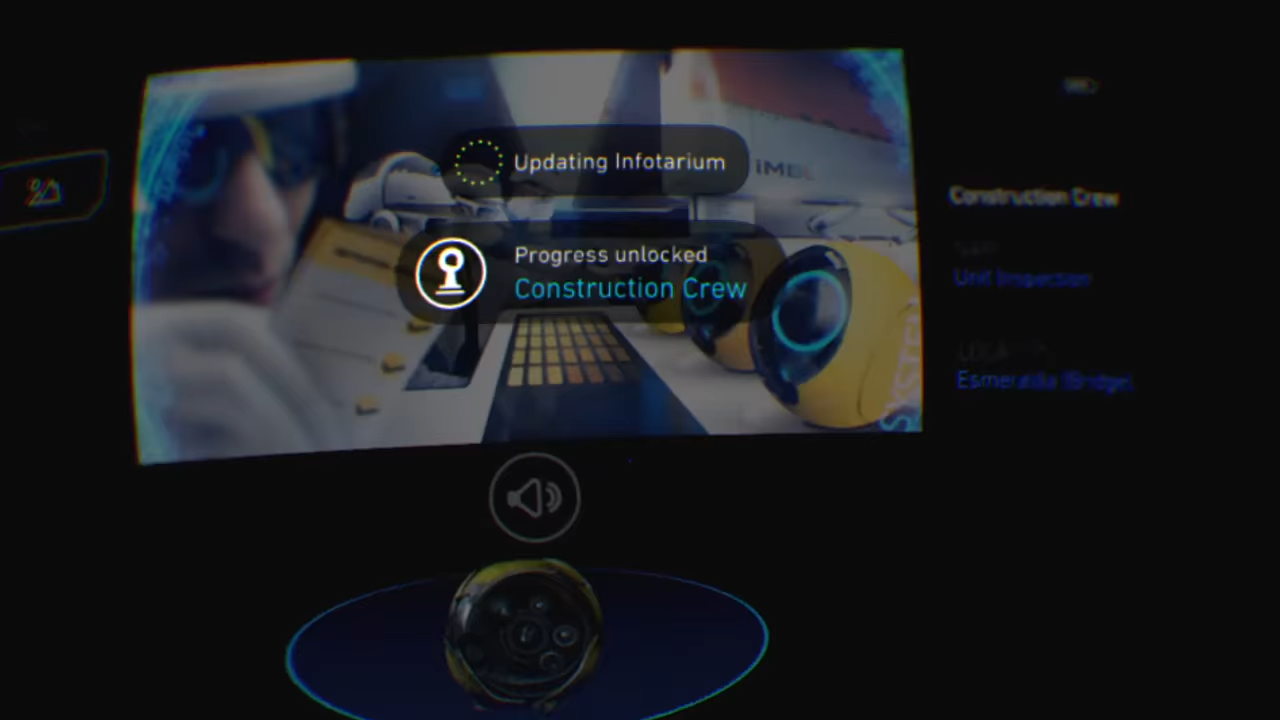 Updating Infotarium
Progress unlocked
Construction Crew
Construction Crew
Unit Inspection
Esmeralda (Bridge)